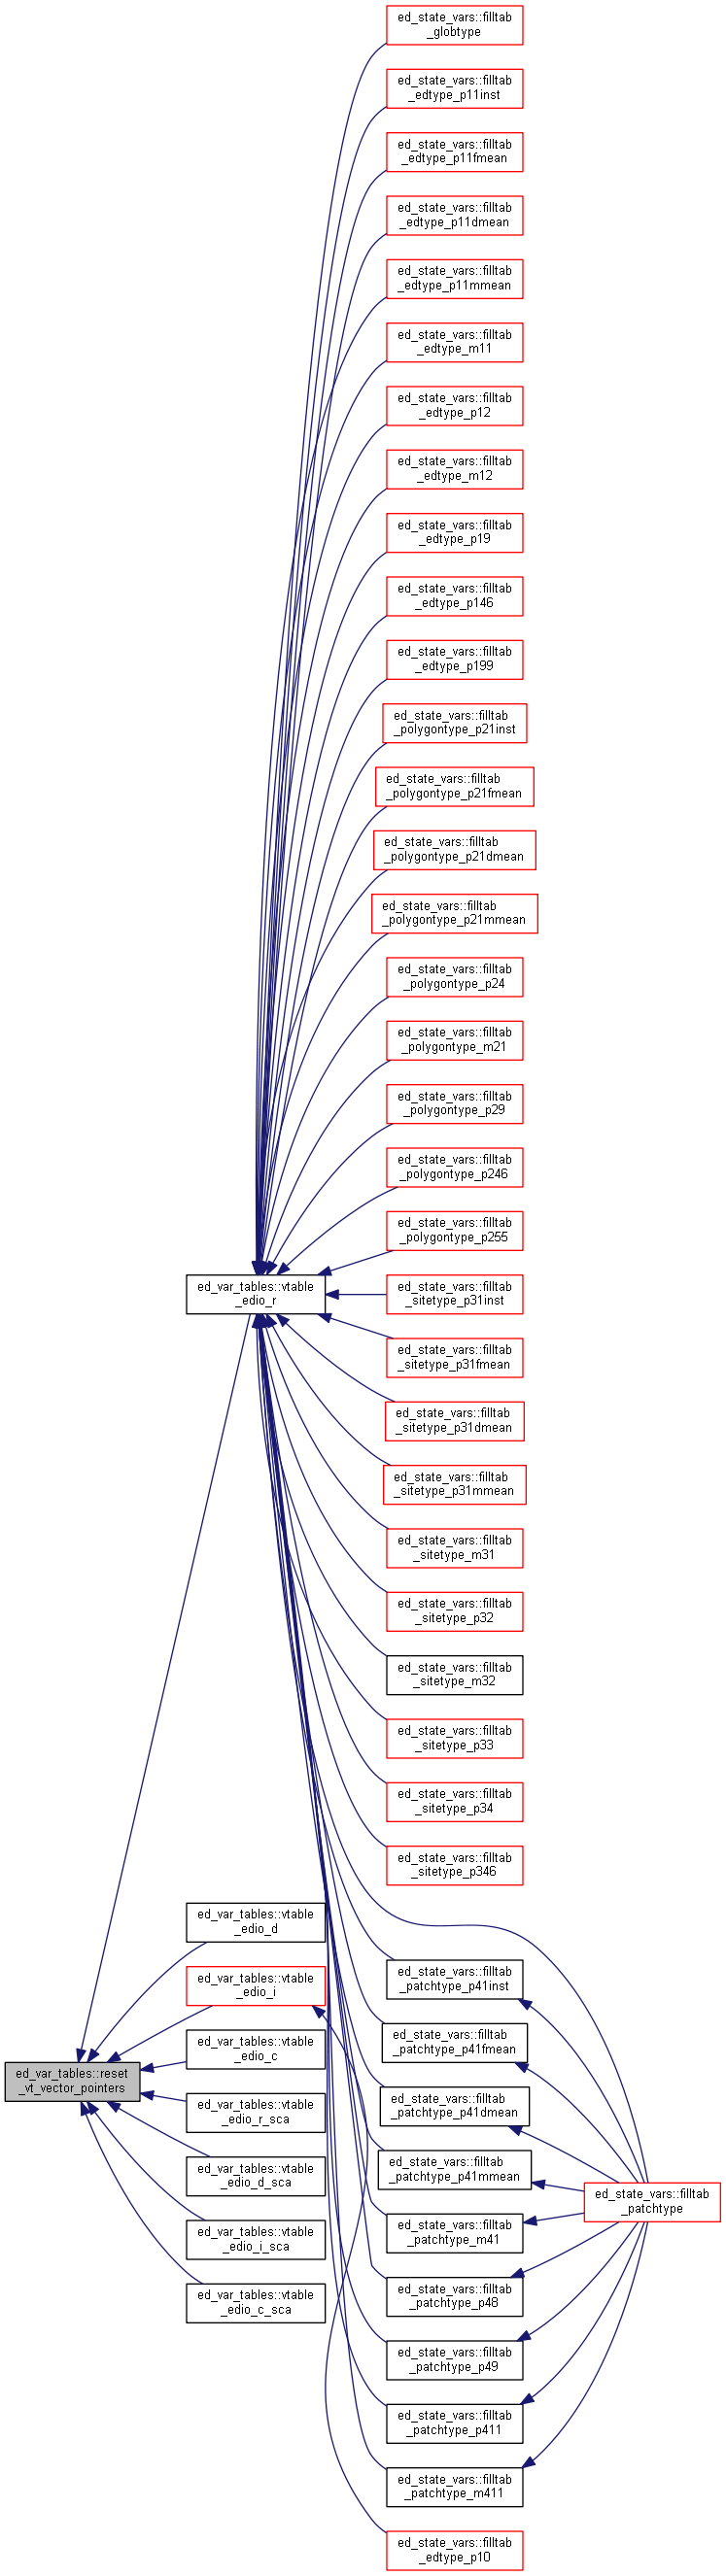 ed_state_vars::filltab
_globtype
ed_state_vars::filltab
_edtype_p11inst
ed_state_vars::filltab
_edtype_p11fmean
ed_state_vars::filltab
_edtype_p11dmean
ed_state_vars::filltab
_edtype_p11mmean
ed_state_vars::filltab
_edtype_m11
ed_state_vars::filltab
_edtype_p12
ed_state_vars::filltab
_edtype_m12
ed_state_vars::filltab
_edtype_p19
ed_state_vars::filltab
_edtype_p146
ed_state_vars::filltab
_edtype_p199
ed_state_vars::filltab
_polygontype_p21inst
ed_state_vars::filltab
_polygontype_p21fmean
ed_state_vars::filltab
_polygontype_p21dmean
ed_state_vars::filltab
_polygontype_p21mmean
ed_state_vars::filltab
_polygontype_p24
ed_state_vars::filltab
_polygontype_m21
ed_state_vars::filltab
_polygontype_p29
ed_state_vars::filltab
_polygontype_p246
ed_state_vars::filltab
_polygontype_p255
ed_var_tables::vtable
_edio_r
ed_state_vars::filltab
_sitetype_p31inst
ed_state_vars::filltab
_sitetype_p31fmean
ed_state_vars::filltab
_sitetype_p31dmean
ed_state_vars::filltab
_sitetype_p31mmean
ed_state_vars::filltab
_sitetype_m31
ed_state_vars::filltab
_sitetype_p32
ed_state_vars::filltab
_sitetype_m32
ed_state_vars::filltab
_sitetype_p33
ed_state_vars::filltab
_sitetype_p34
ed_state_vars::filltab
_sitetype_p346
ed_var_tables::vtable
_edio_d
ed_var_tables::vtable
_edio_i
ed_var_tables::vtable
_edio_c
ed_var_tables::reset
_vt_vector_pointers
ed_var_tables::vtable
_edio_r_sca
ed_var_tables::vtable
_edio_d_sca
ed_var_tables::vtable
_edio_i_sca
ed_var_tables::vtable
_edio_c_sca
ed_state_vars::filltab
_patchtype_p41inst
ed_state_vars::filltab
_patchtype_p41fmean
ed_state_vars::filltab
_patchtype_p41dmean
ed_state_vars::filltab
_patchtype_p41mmean
ed_state_vars::filltab
_patchtype
ed_state_vars::filltab
_patchtype_m41
ed_state_vars::filltab
_patchtype_p48
ed_state_vars::filltab
_patchtype_p49
ed_state_vars::filltab
_patchtype_p411
ed_state_vars::filltab
_patchtype_m411
ed_state_vars::filltab
_edtype_p10